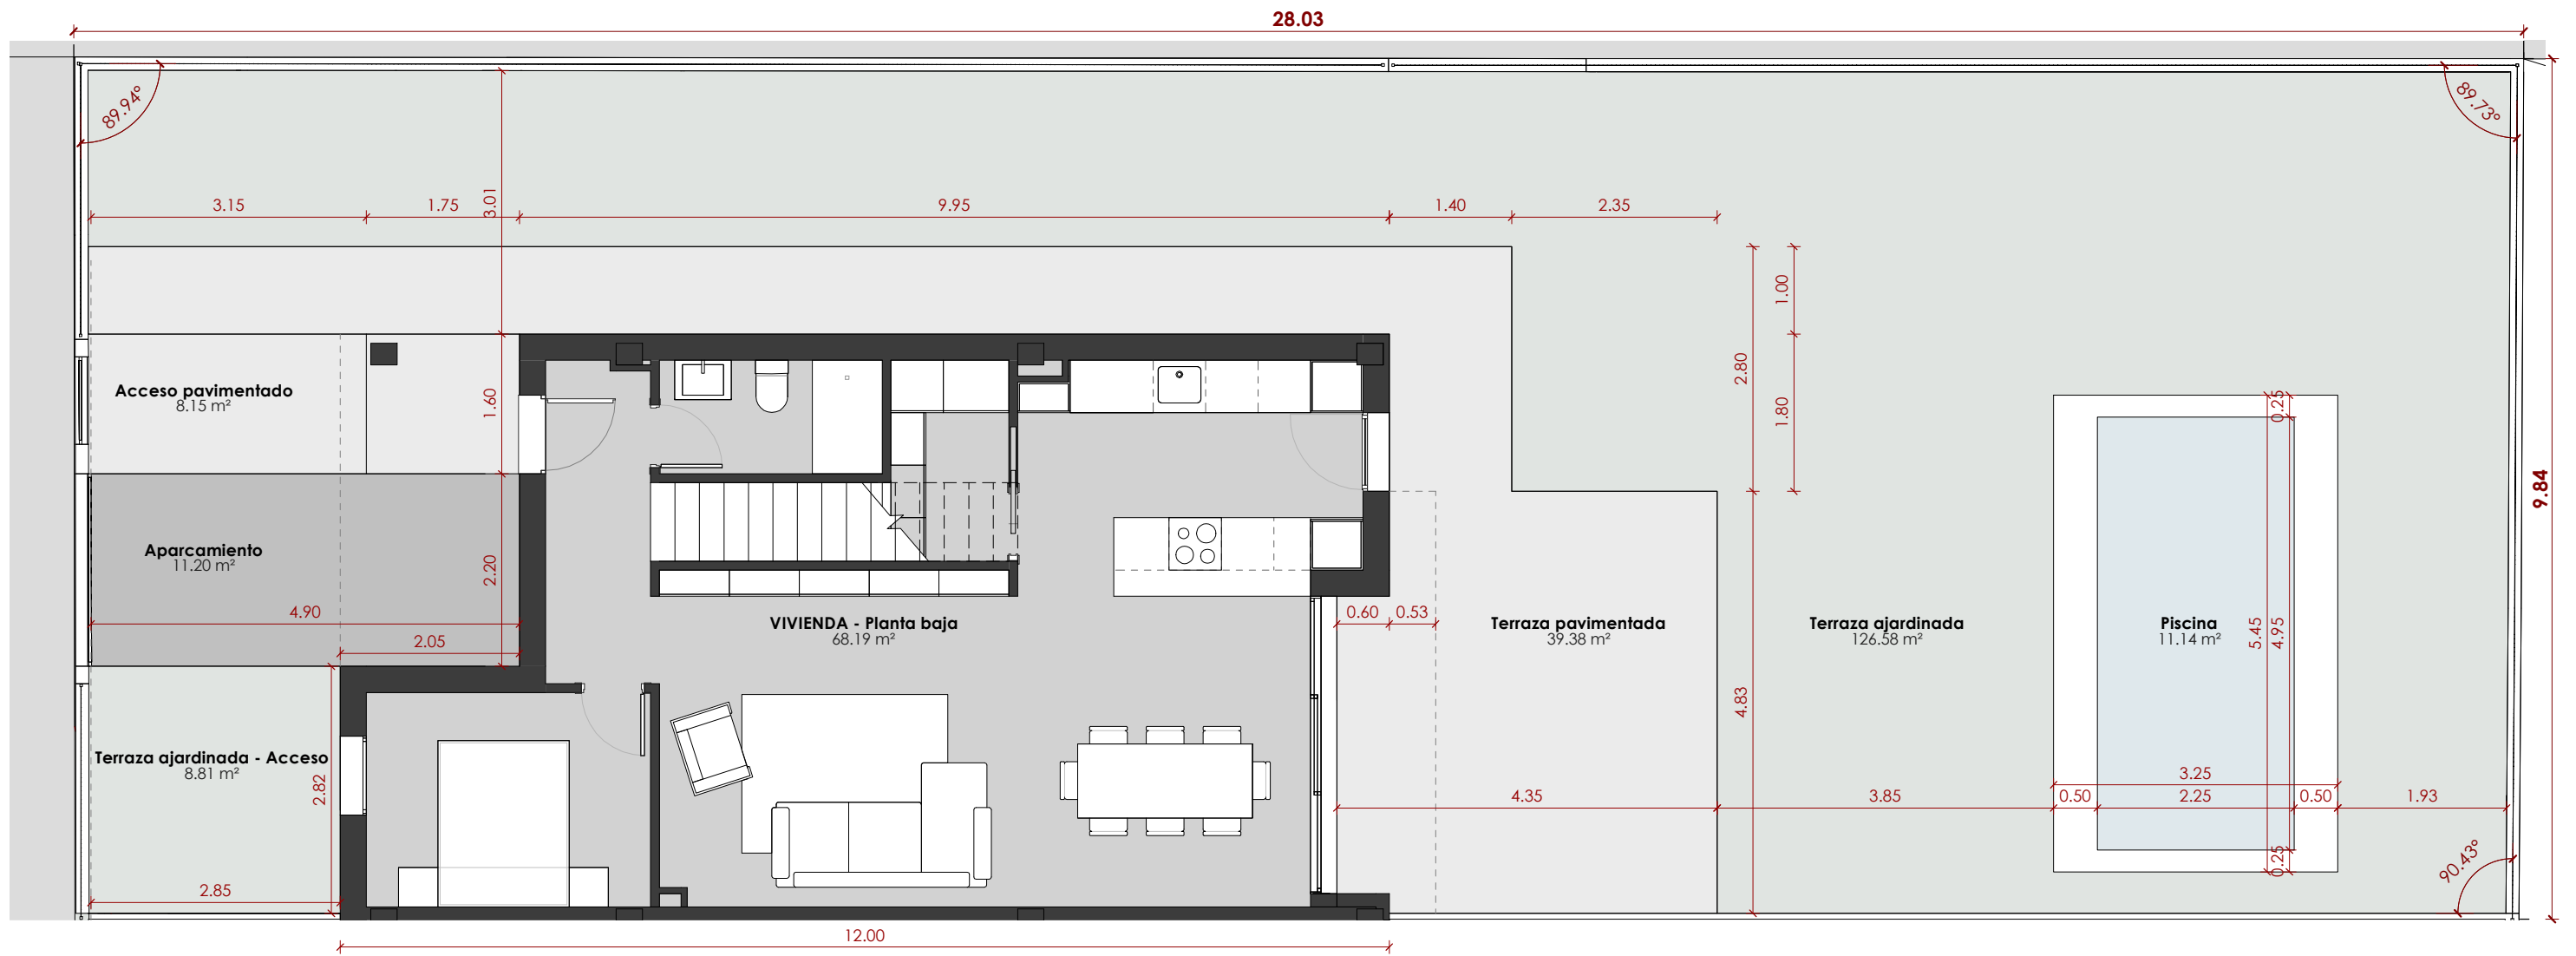 28.03
89.94°
89.73°
3.15
1.75
3.01
9.95
1.40
2.35
1.00
2.80
1.80
1.60
Acceso pavimentado
8.15 m²
0.25
9.84
Aparcamiento
11.20 m²
2.20
4.90
2.05
VIVIENDA - Planta baja
68.19 m²
0.60
0.53
Terraza pavimentada
39.38 m²
Terraza ajardinada
126.58 m²
Piscina
11.14 m²
5.45
4.95
4.83
Terraza ajardinada - Acceso
8.81 m²
2.82
3.25
4.35
3.85
0.50
2.25
0.50
1.93
0.25
90.43°
2.85
12.00